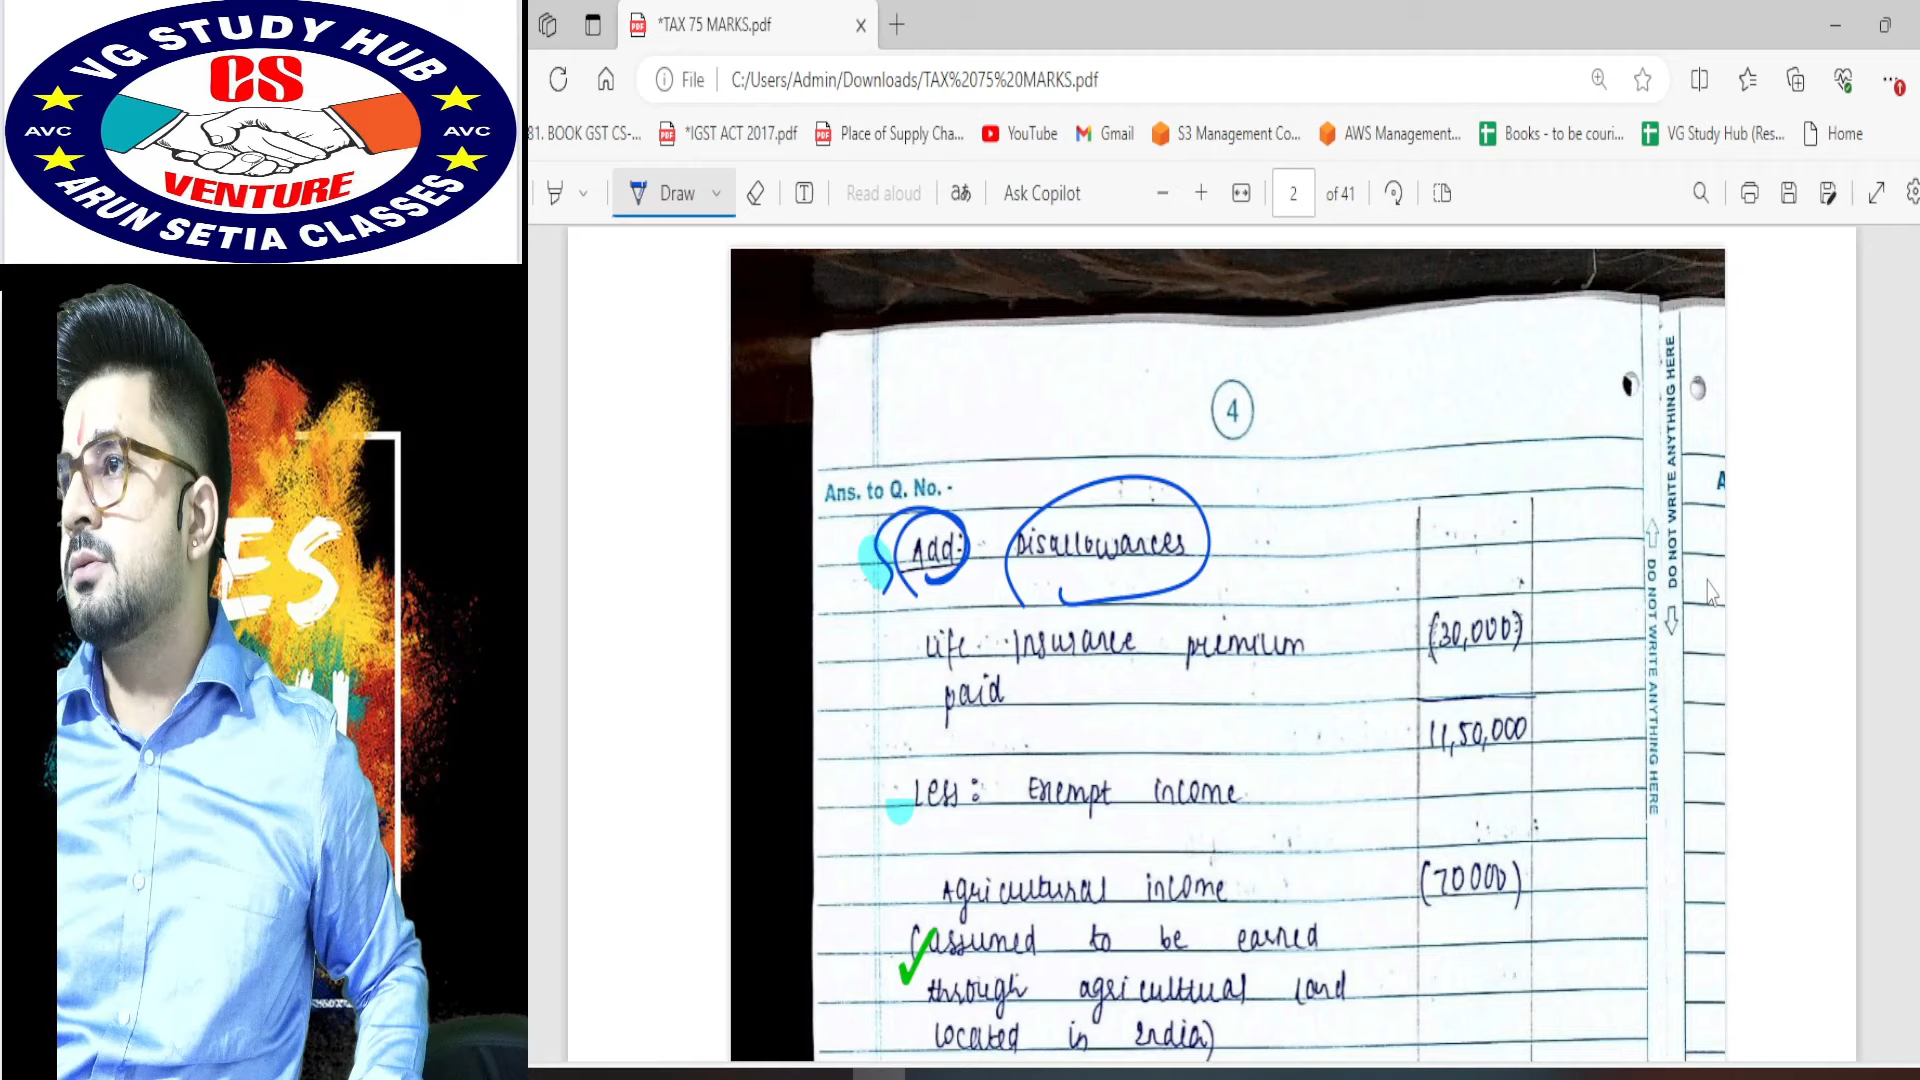 VG STUDY HUB
CS
AVC
AVC
VENTURE
ARUN SETIA CLASSES
ES
*TAX 75 MARKS.pdf
File
C:/Users/Admin/Downloads/TAX%2075%20MARKS.pdf
31. BOOK GST CS-...
*IGST ACT 2017.pdf
Place of Supply Cha...
YouTube
Gmail
S3 Management Co...
AWS Management...
Books - to be couri...
VG Study Hub (Res...
Home
Draw
Read aloud
aあ
Ask Copilot
2
of 41
4
Ans. to Q. No. -
Add: Disallowances
Life Insurance premium (30,000)
paid
11,50,000
Less: Exempt income
Agricultural income (70000)
(assumed to be earned
through agricultural land
located in India)
DO NOT WRITE ANYTHING HERE
DO NOT WRITE ANYTHING HERE
A